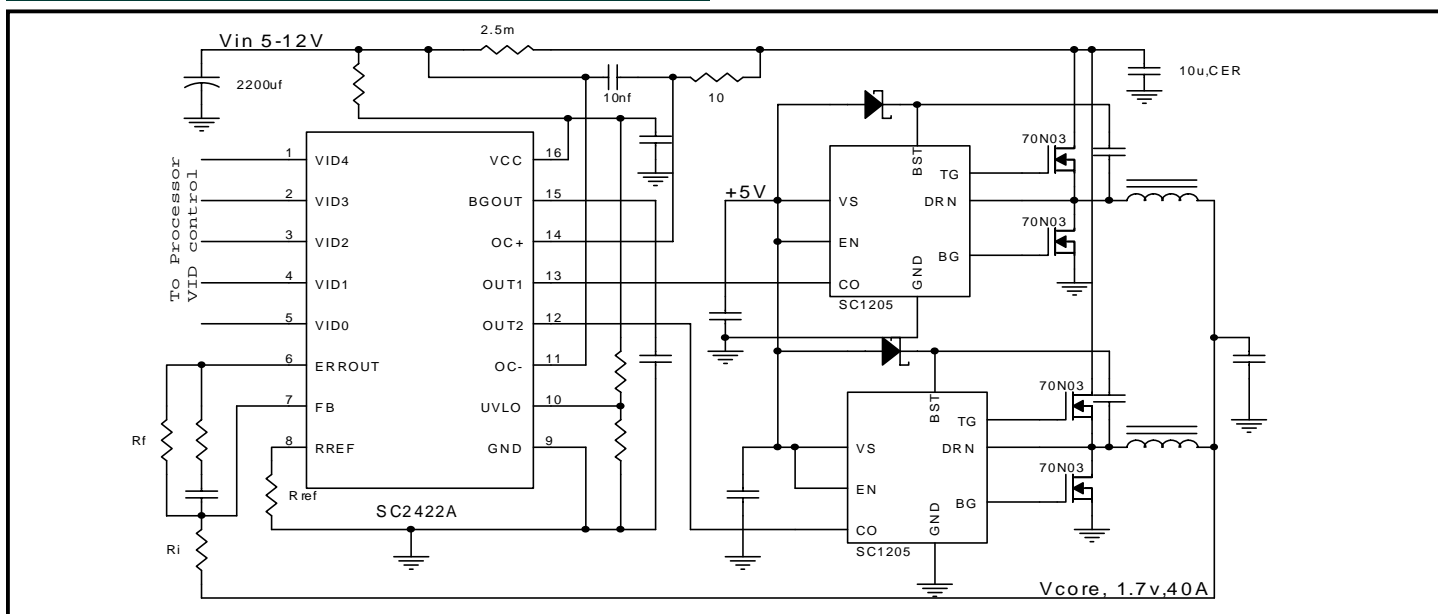 Vin 5-12V
2.5m
2200uf
10nf
10
10u,CER
To Processor
VID control
1
VID4
2
VID3
3
VID2
4
VID1
5
VID0
6
ERROUT
7
FB
8
RREF
VCC
16
BGOUT
15
OC+
14
OUT1
13
OUT2
12
OC-
11
UVLO
10
GND
9
SC2422A
Rf
Ri
Rref
+5V
BST
TG
VS
DRN
EN
BG
CO
GND
SC1205
70N03
70N03
BST
TG
VS
DRN
EN
BG
CO
GND
SC1205
70N03
70N03
Vcore, 1.7v,40A